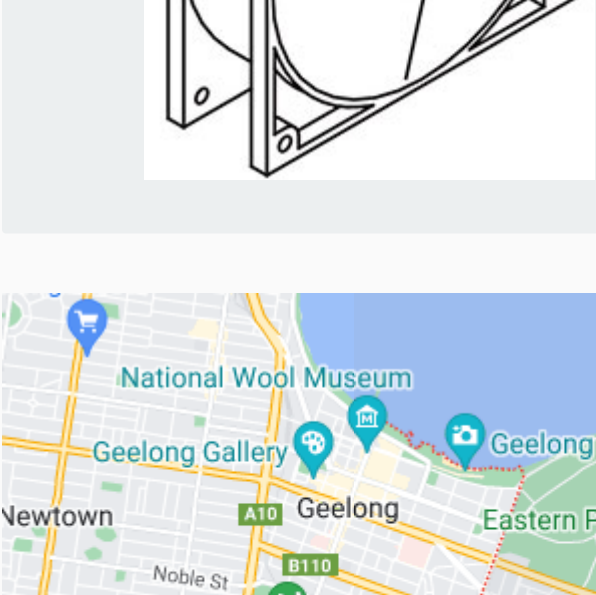 National Wool Museum
Geelong Gallery
Geelong
Geelong
Newtown
A10
Eastern P
B110
Noble St